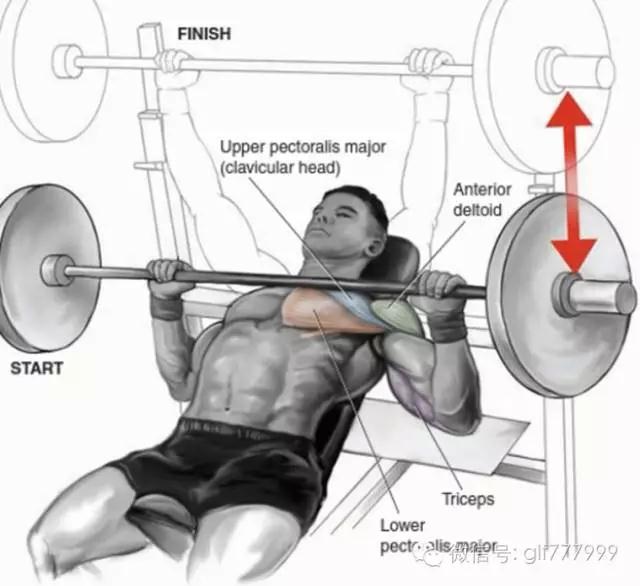 FINISH
Upper pectoralis major
(clavicular head)
Anterior
deltoid
START
Triceps
Lower
pectoralis major
微信号: glf777999